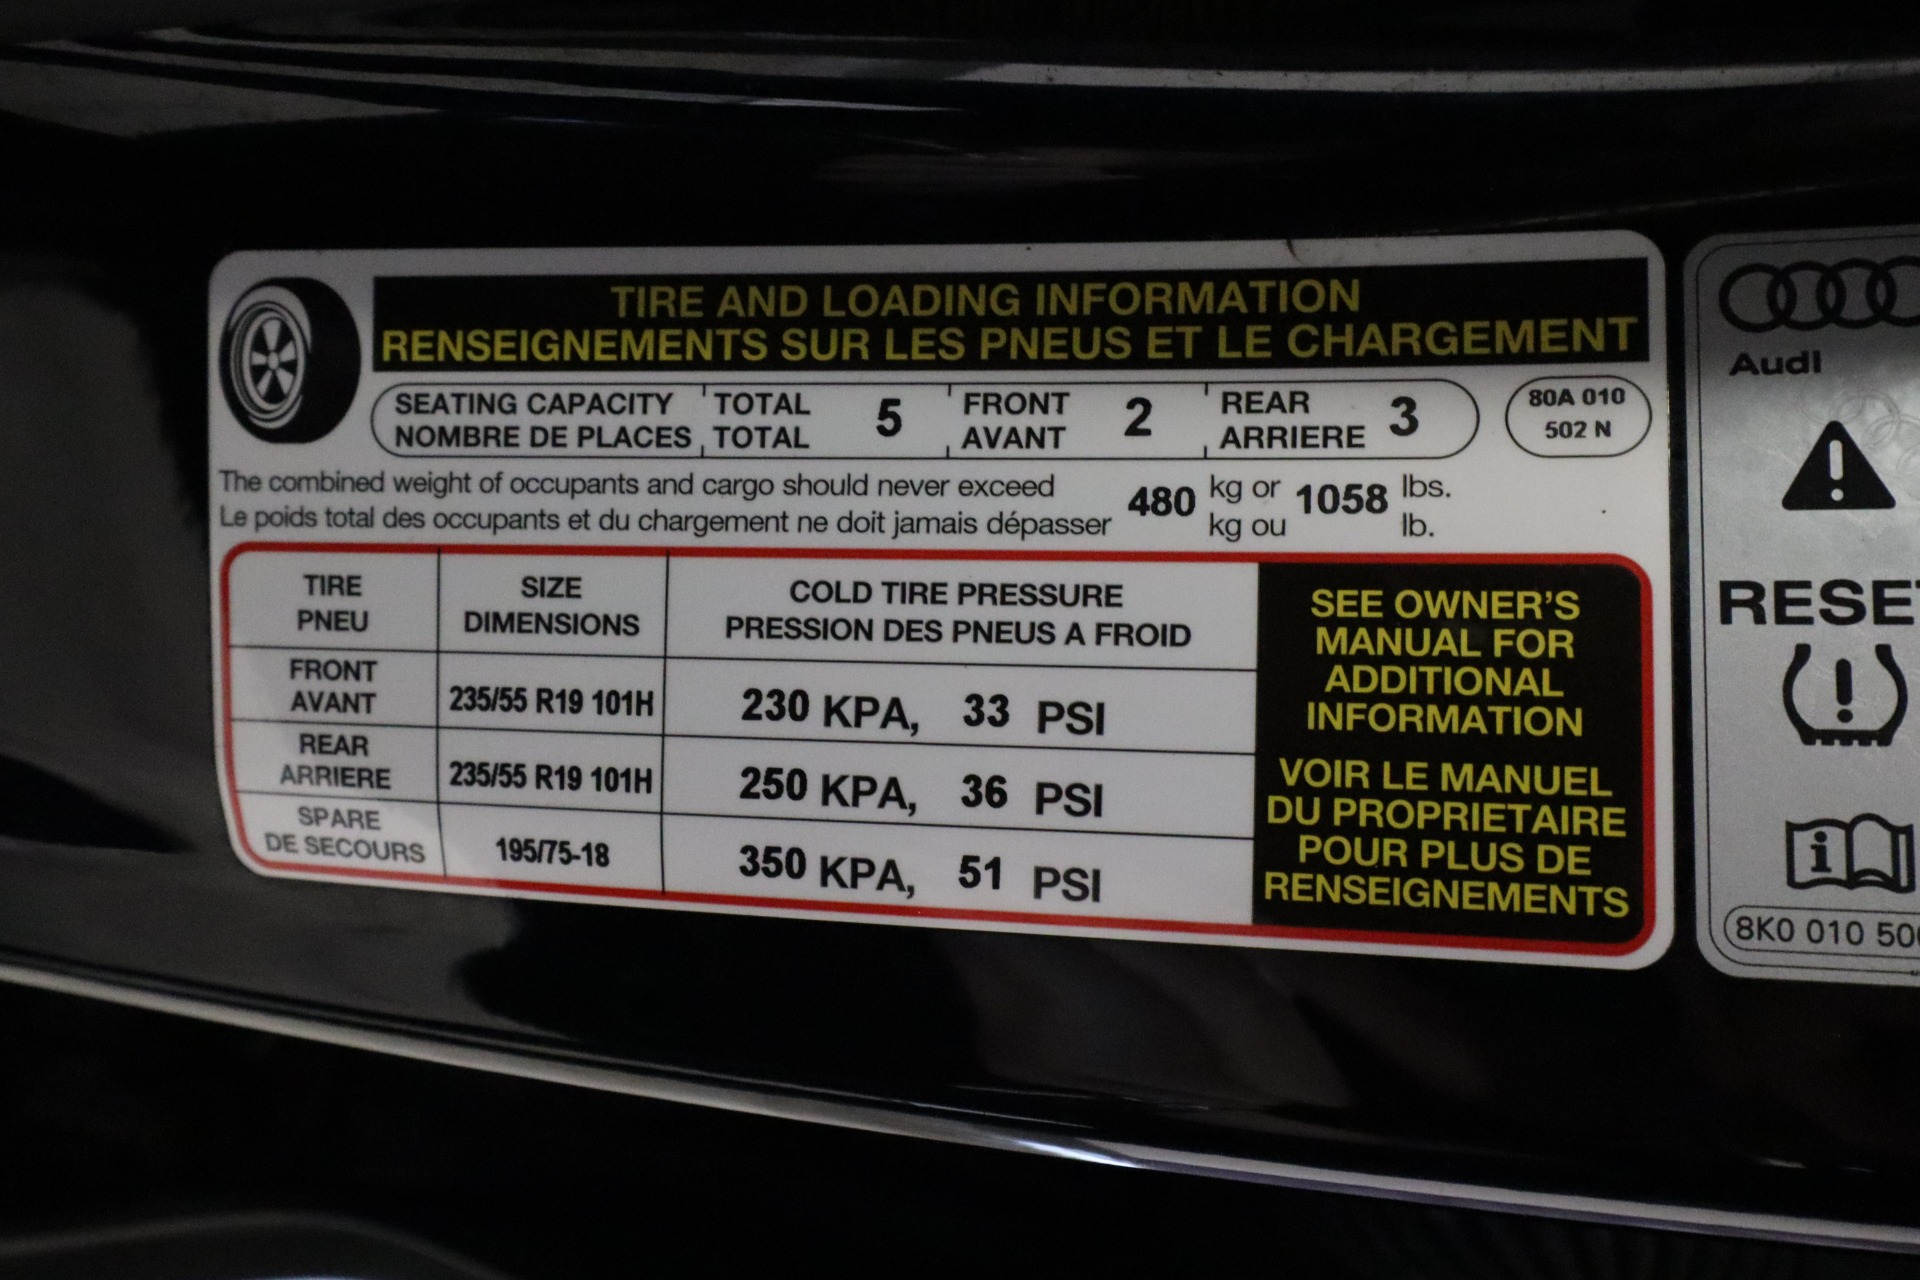 TIRE AND LOADING INFORMATION
RENSEIGNEMENTS SUR LES PNEUS ET LE CHARGEMENT
SEATING CAPACITY TOTAL 5 FRONT 2 REAR 3
NOMBRE DE PLACES TOTAL AVANT ARRIERE
80A 010
502 N
The combined weight of occupants and cargo should never exceed 480 kg or 1058 lbs.
Le poids total des occupants et du chargement ne doit jamais dépasser kg ou lb.
TIRE SIZE COLD TIRE PRESSURE
PNEU DIMENSIONS PRESSION DES PNEUS A FROID
FRONT
AVANT 235/55 R19 101H 230 KPA, 33 PSI
REAR
ARRIERE 235/55 R19 101H 250 KPA, 36 PSI
SPARE
DE SECOURS 195/75-18 350 KPA, 51 PSI
SEE OWNER'S
MANUAL FOR
ADDITIONAL
INFORMATION
VOIR LE MANUEL
DU PROPRIETAIRE
POUR PLUS DE
RENSEIGNEMENTS
Audi
RESET
8K0 010 500